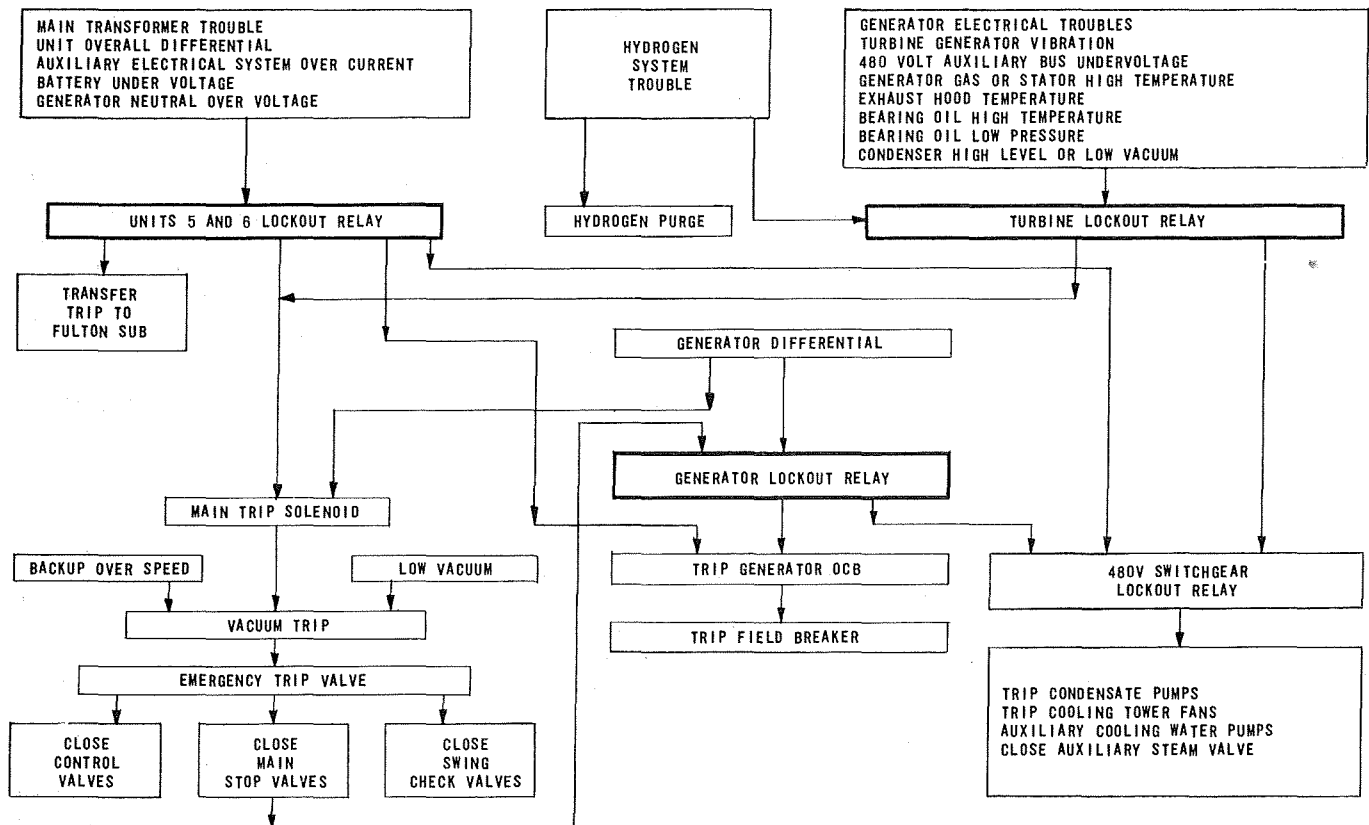 MAIN TRANSFORMER TROUBLE
UNIT OVERALL DIFFERENTIAL
AUXILIARY ELECTRICAL SYSTEM OVER CURRENT
BATTERY UNDER VOLTAGE
GENERATOR NEUTRAL OVER VOLTAGE
HYDROGEN
SYSTEM
TROUBLE
GENERATOR ELECTRICAL TROUBLES
TURBINE GENERATOR VIBRATION
480 VOLT AUXILIARY BUS UNDERVOLTAGE
GENERATOR GAS OR STATOR HIGH TEMPERATURE
EXHAUST HOOD TEMPERATURE
BEARING OIL HIGH TEMPERATURE
BEARING OIL LOW PRESSURE
CONDENSER HIGH LEVEL OR LOW VACUUM
UNITS 5 AND 6 LOCKOUT RELAY
HYDROGEN PURGE
TURBINE LOCKOUT RELAY
TRANSFER
TRIP TO
FULTON SUB
GENERATOR DIFFERENTIAL
GENERATOR LOCKOUT RELAY
MAIN TRIP SOLENOID
BACKUP OVER SPEED
LOW VACUUM
TRIP GENERATOR OCB
480V SWITCHGEAR
LOCKOUT RELAY
VACUUM TRIP
TRIP FIELD BREAKER
EMERGENCY TRIP VALVE
CLOSE
CONTROL
VALVES
CLOSE
MAIN
STOP VALVES
CLOSE
SWING
CHECK VALVES
TRIP CONDENSATE PUMPS
TRIP COOLING TOWER FANS
AUXILIARY COOLING WATER PUMPS
CLOSE AUXILIARY STEAM VALVE